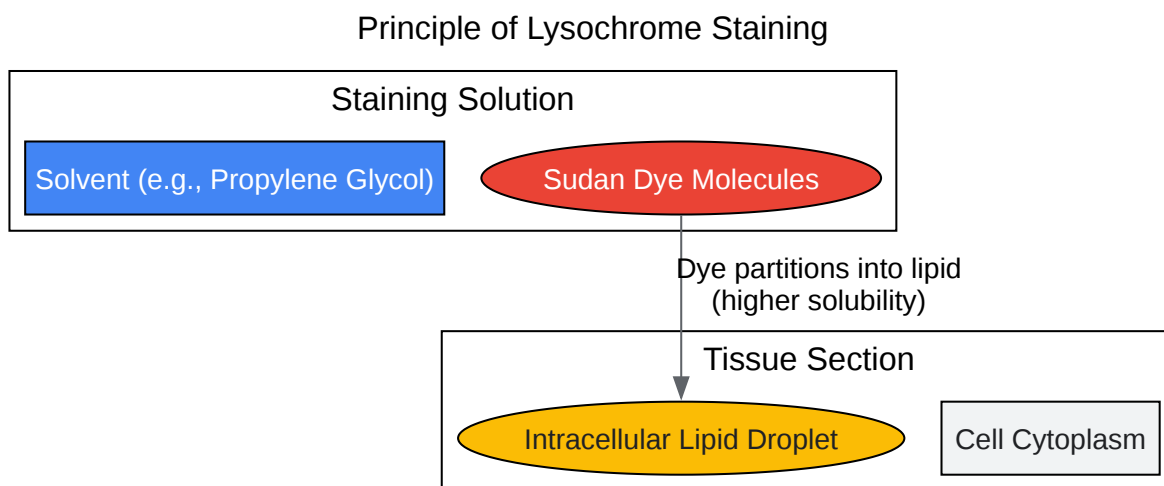 Principle of Lysochrome Staining
Staining Solution
Solvent (e.g., Propylene Glycol)
Sudan Dye Molecules
Dye partitions into lipid
(higher solubility)
Tissue Section
Intracellular Lipid Droplet
Cell Cytoplasm